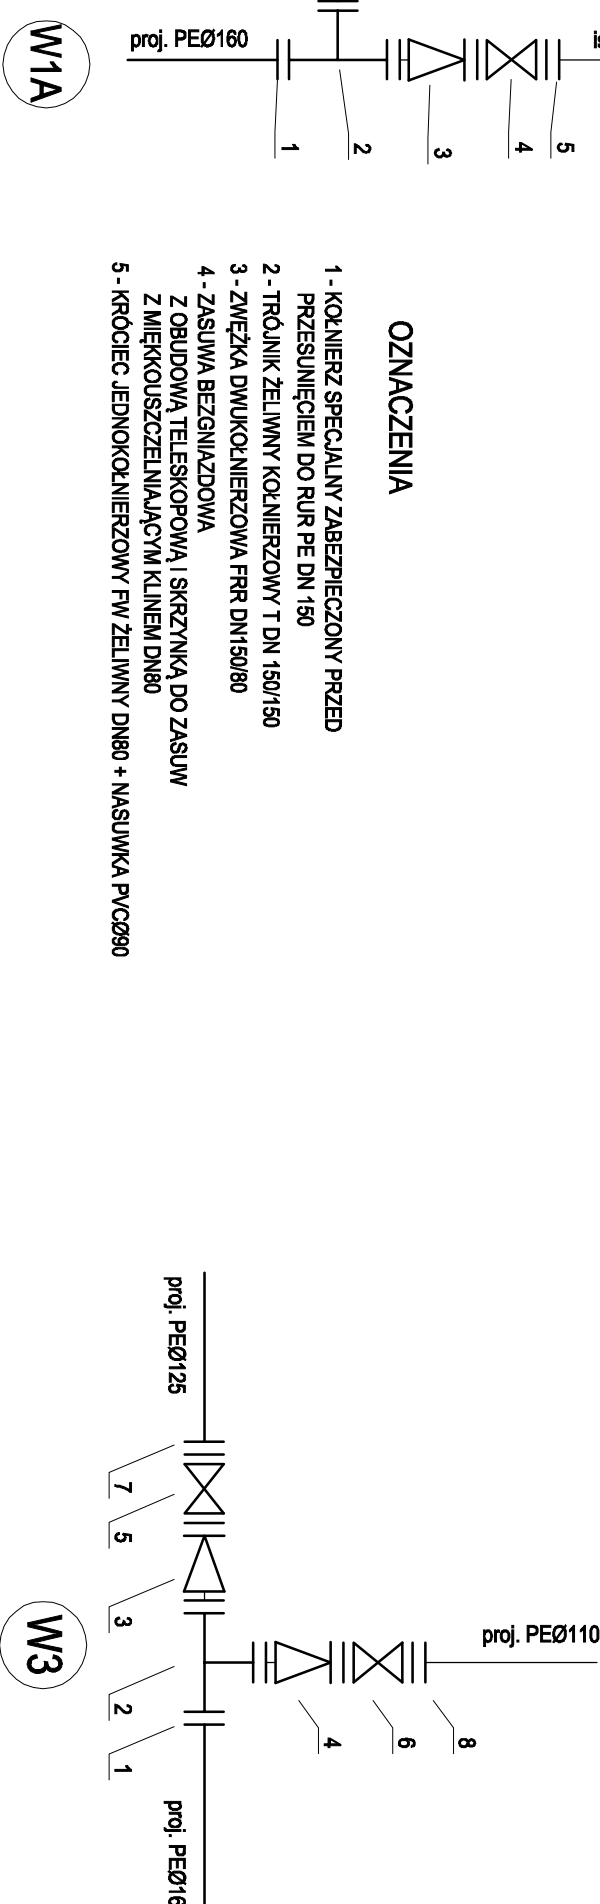 W1A
proj. PEØ160
1
2
3
4
5
OZNACZENIA
1 - KOŁNIERZ SPECJALNY ZABEZPIECZONY PRZED
PRZESUNIĘCIEM DO RUR PE DN 150
2 - TRÓJNIK ŻELIWNY KOŁNIERZOWY T DN 150/150
3 - ZWĘŻKA DWUKOŁNIERZOWA FRR DN150/80
4 - ZASUWA BEZGNIAZDOWA
Z OBUDOWĄ TELESKOPOWĄ I SKRZYNKĄ DO ZASUW
Z MIĘKKOUSZCZELNIAJĄCYM KLINEM DN80
5 - KRÓCIEC JEDNOKOŁNIERZOWY FW ŻELIWNY DN80 + NASUWKA PVCØ90
proj. PEØ125
7
5
3
2
1
W3
proj. PEØ110
4
6
8
proj. PEØ16